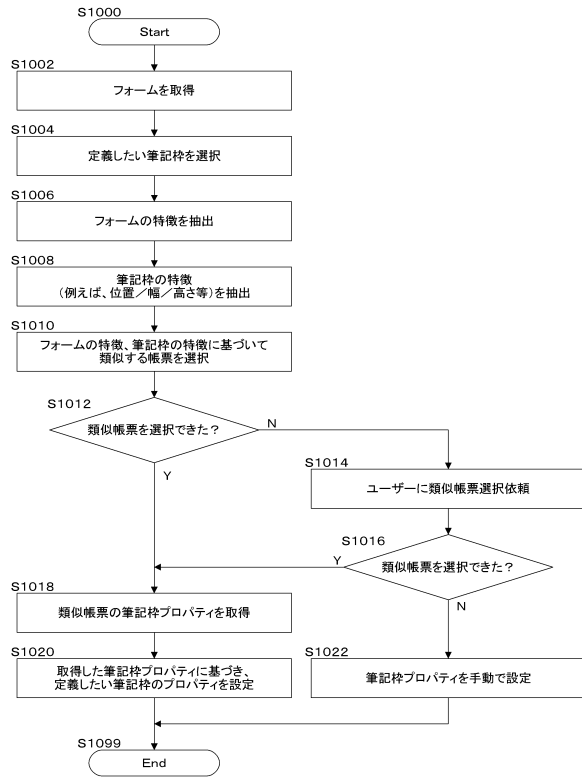 S1000
Start
S1002
フォームを取得
S1004
定義したい筆記枠を選択
S1006
フォームの特徴を抽出
S1008
筆記枠の特徴
（例えば、位置／幅／高さ等）を抽出
S1010
フォームの特徴、筆記枠の特徴に基づいて
類似する帳票を選択
S1012
類似帳票を選択できた？
N
Y
S1014
ユーザーに類似帳票選択依頼
S1016
類似帳票を選択できた？
Y
N
S1018
類似帳票の筆記枠プロパティを取得
S1020
取得した筆記枠プロパティに基づき、
定義したい筆記枠のプロパティを設定
S1022
筆記枠プロパティを手動で設定
S1099
End